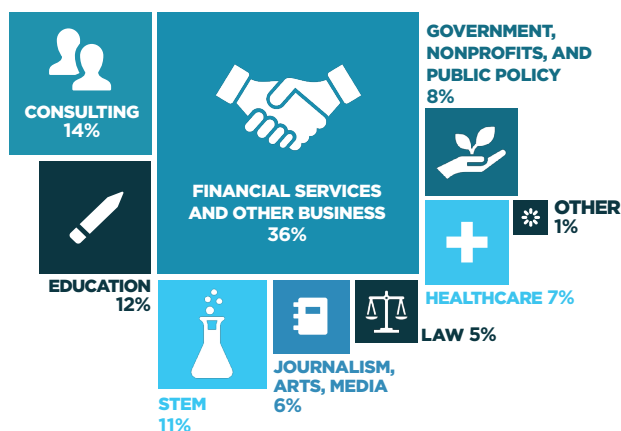 CONSULTING
14%
FINANCIAL SERVICES
AND OTHER BUSINESS
36%
GOVERNMENT,
NONPROFITS, AND
PUBLIC POLICY
8%
EDUCATION
12%
OTHER
1%
HEALTHCARE 7%
LAW 5%
JOURNALISM,
ARTS, MEDIA
6%
STEM
11%